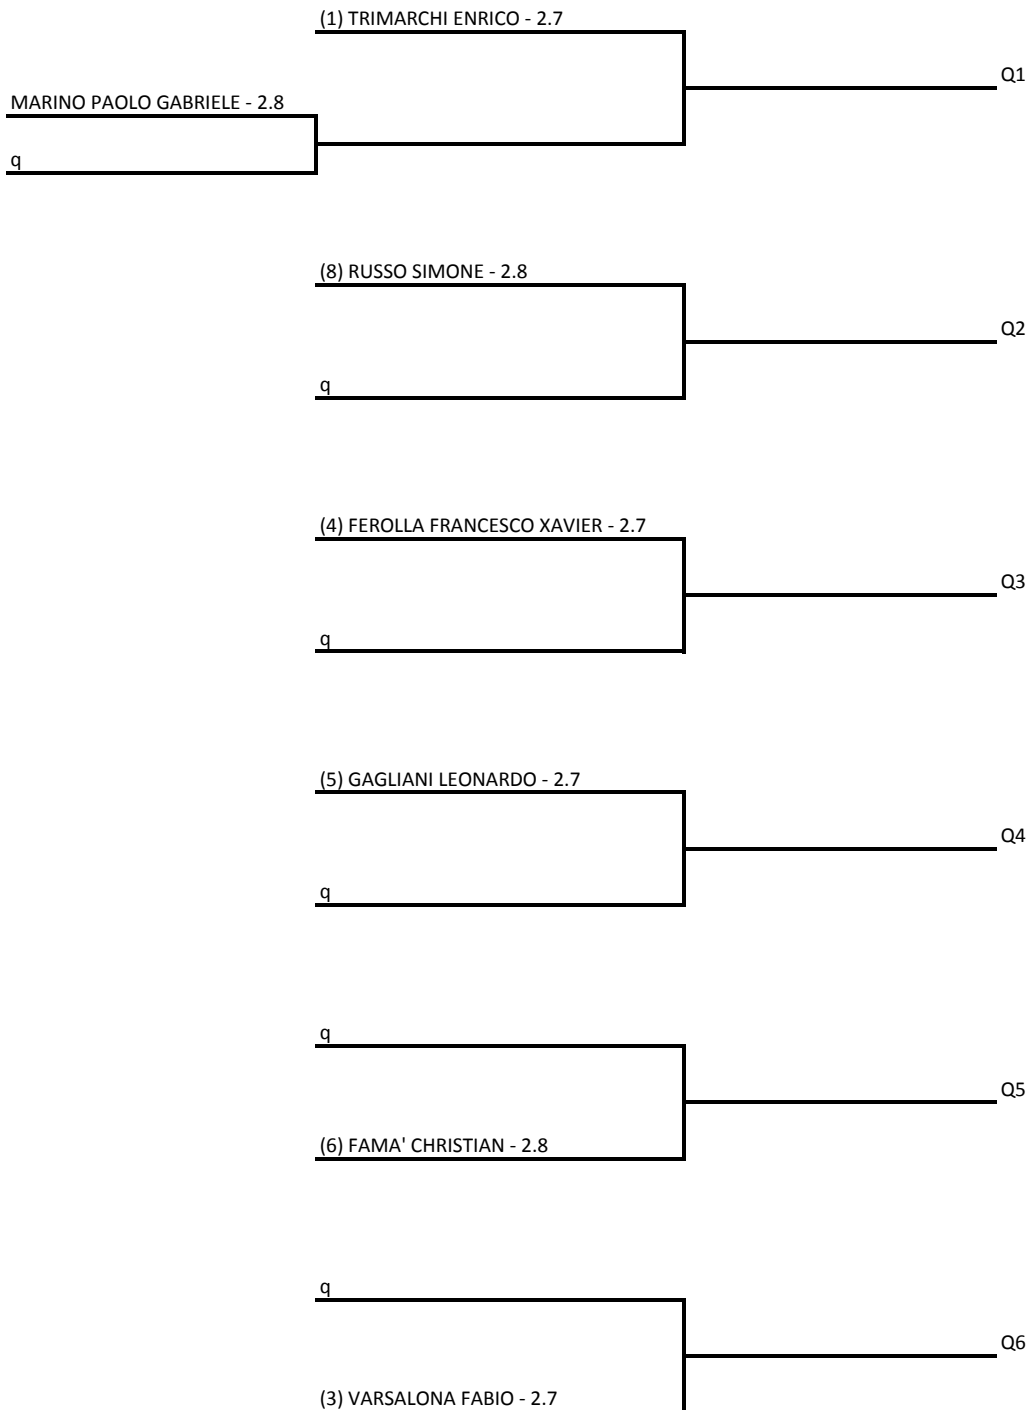 (1) TRIMARCHI ENRICO - 2.7
Q1
MARINO PAOLO GABRIELE - 2.8
q
(8) RUSSO SIMONE - 2.8
Q2
q
(4) FEROLLA FRANCESCO XAVIER - 2.7
Q3
q
(5) GAGLIANI LEONARDO - 2.7
Q4
q
q
Q5
(6) FAMA' CHRISTIAN - 2.8
q
Q6
(3) VARSALONA FABIO - 2.7